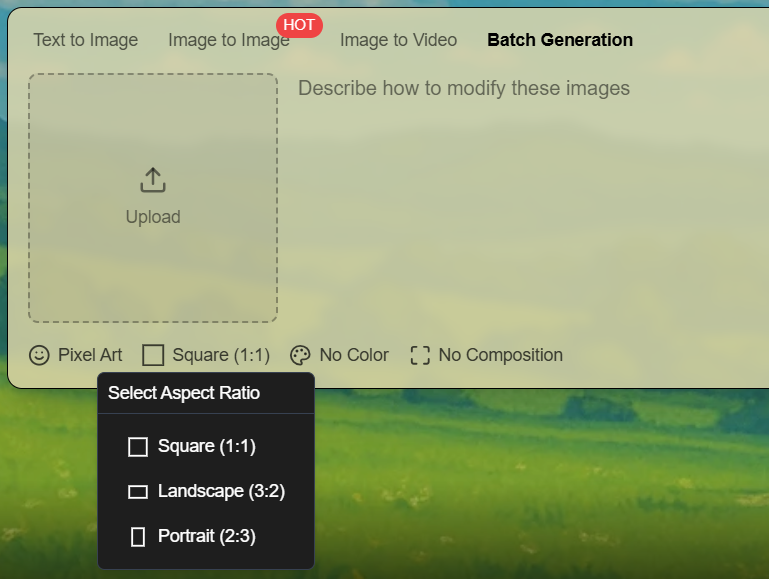 HOT
Text to Image Image to Image Image to Video Batch Generation
Describe how to modify these images
Upload
Pixel Art Square (1:1) No Color No Composition
Select Aspect Ratio
Square (1:1)
Landscape (3:2)
Portrait (2:3)